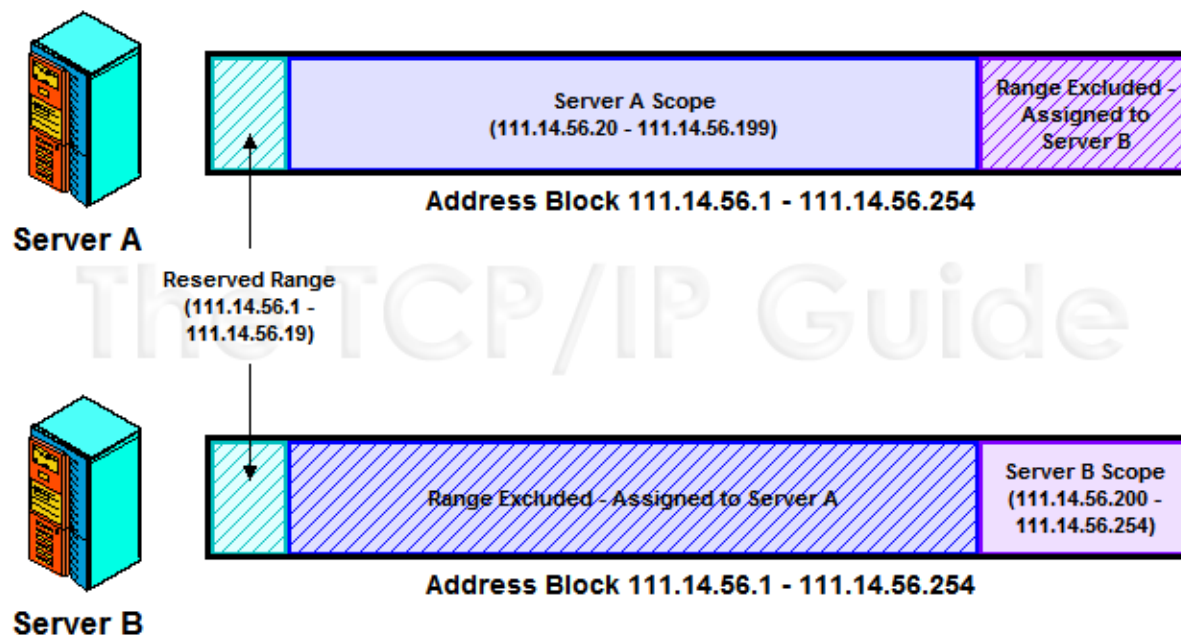 Server A Scope
(111.14.56.20 - 111.14.56.199)
Range Excluded -
Assigned to
Server B
Address Block 111.14.56.1 - 111.14.56.254
Server A
Reserved Range
(111.14.56.1 -
111.14.56.19)
The TCP/IP Guide
Range Excluded - Assigned to Server A
Server B Scope
(111.14.56.200 -
111.14.56.254)
Address Block 111.14.56.1 - 111.14.56.254
Server B